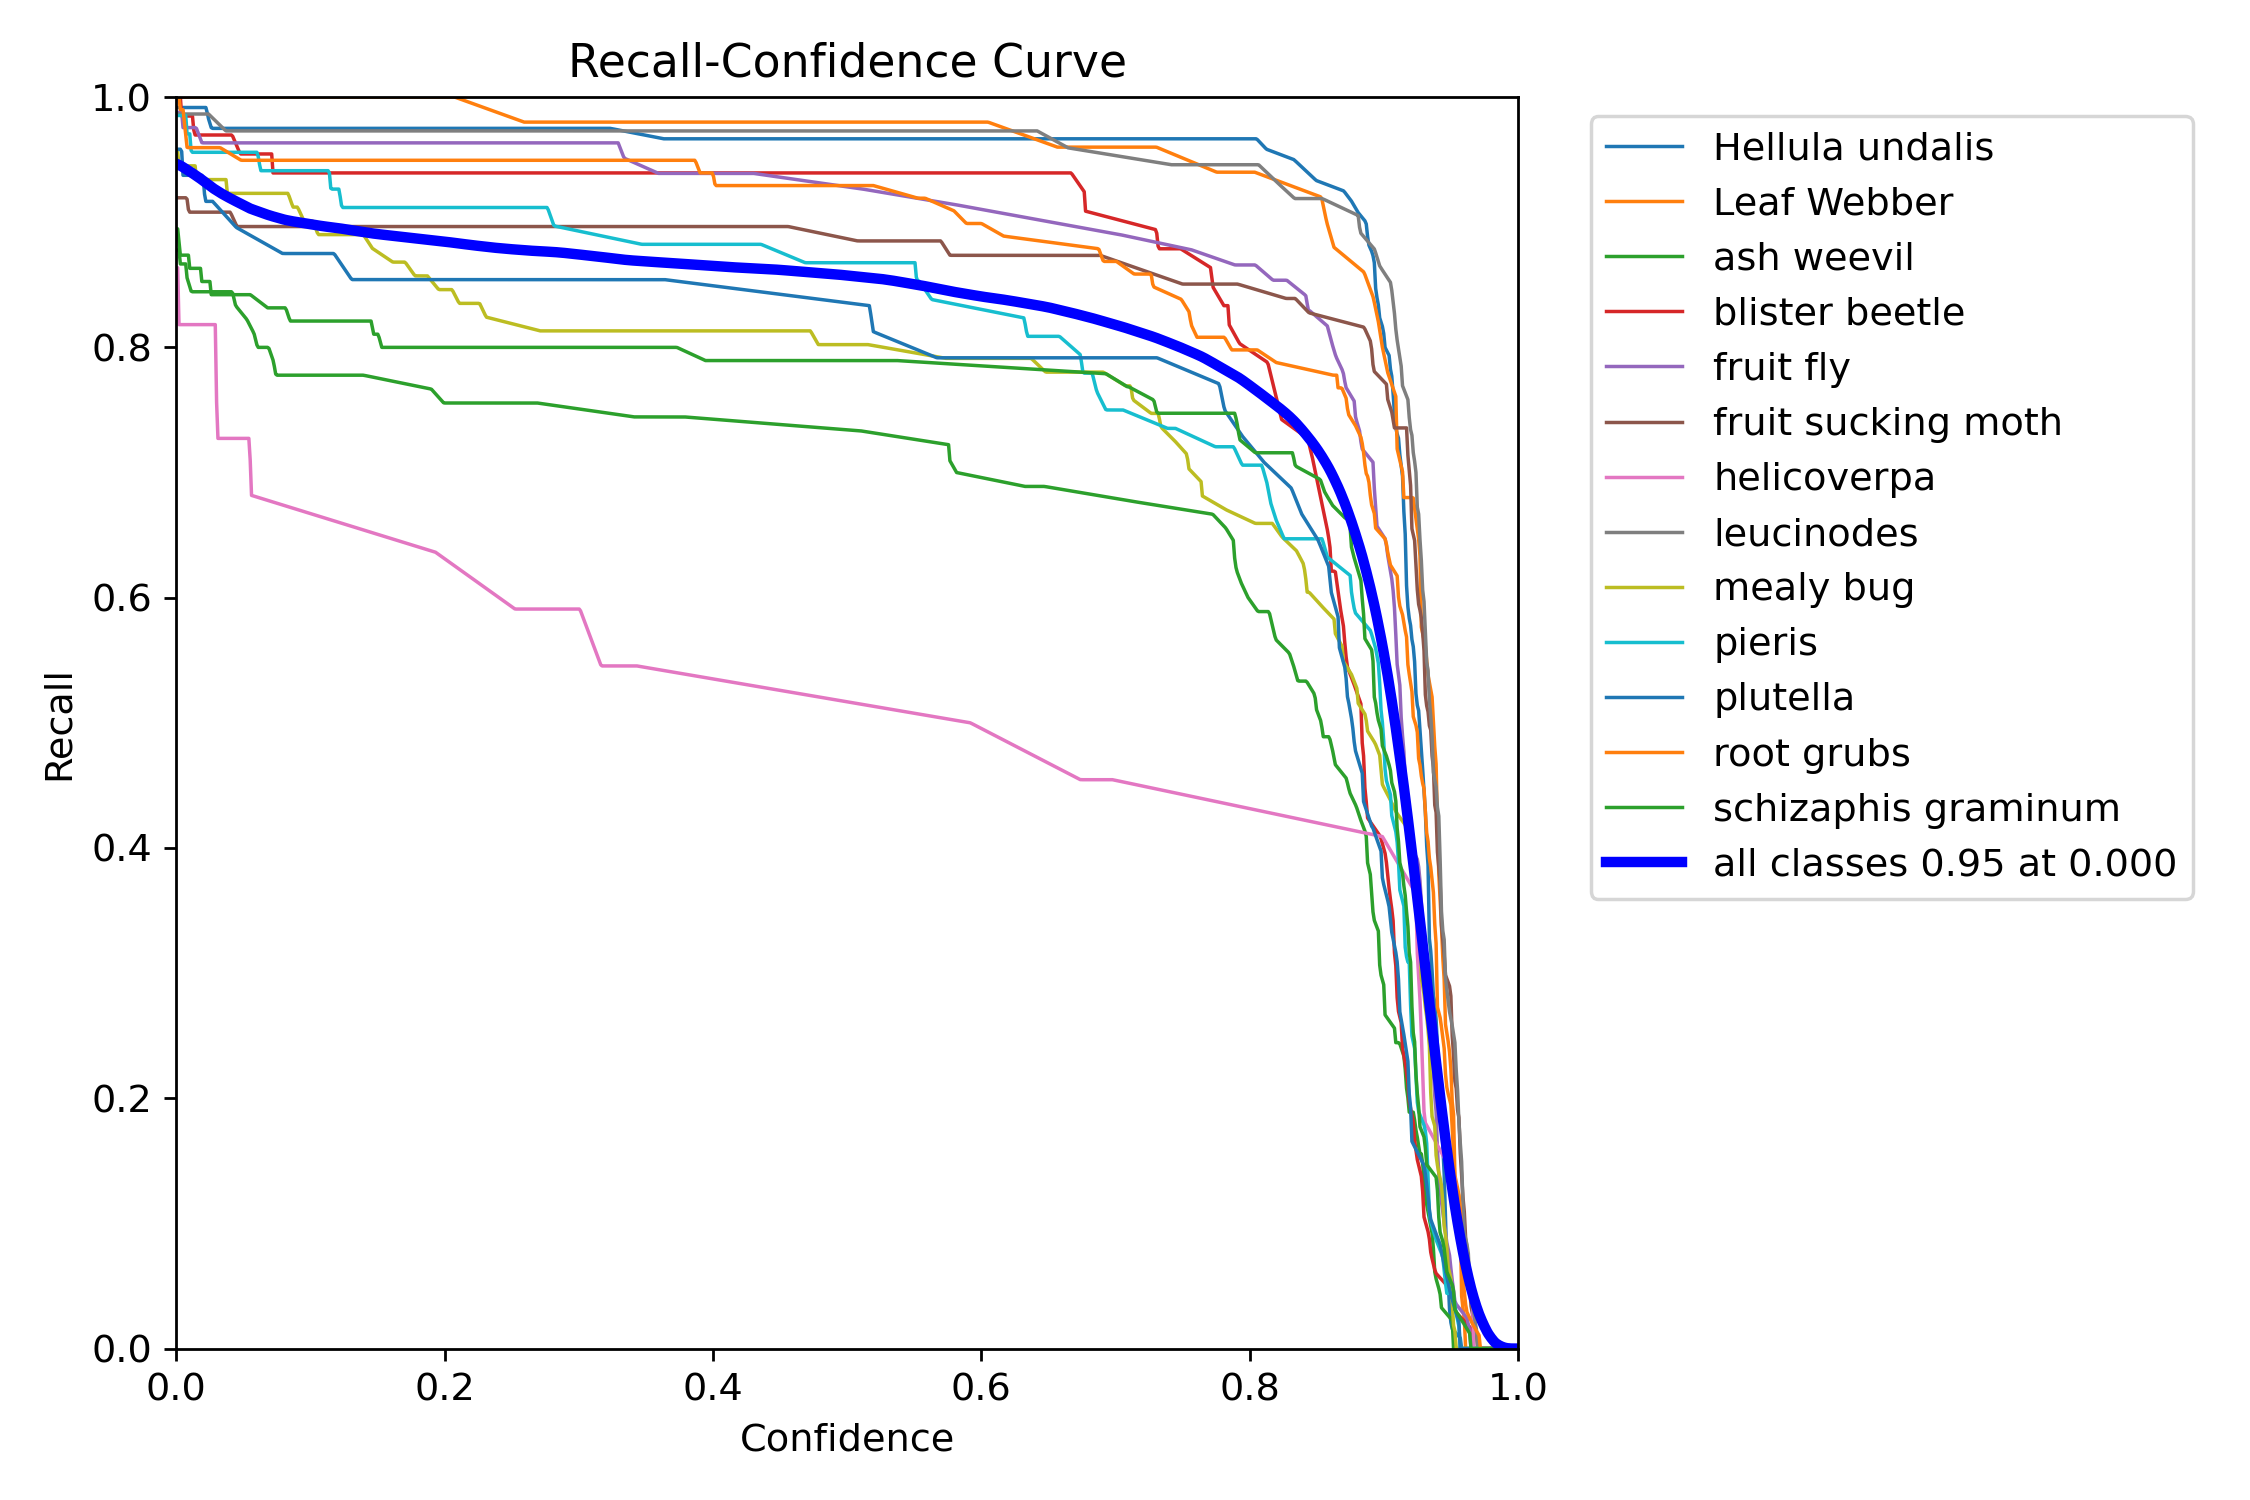 Recall-Confidence Curve
1.0
0.8
0.6
0.4
0.2
0.0
Recall
0.0 0.2 0.4 0.6 0.8 1.0
Confidence
Hellula undalis
Leaf Webber
ash weevil
blister beetle
fruit fly
fruit sucking moth
helicoverpa
leucinodes
mealy bug
pieris
plutella
root grubs
schizaphis graminum
all classes 0.95 at 0.000